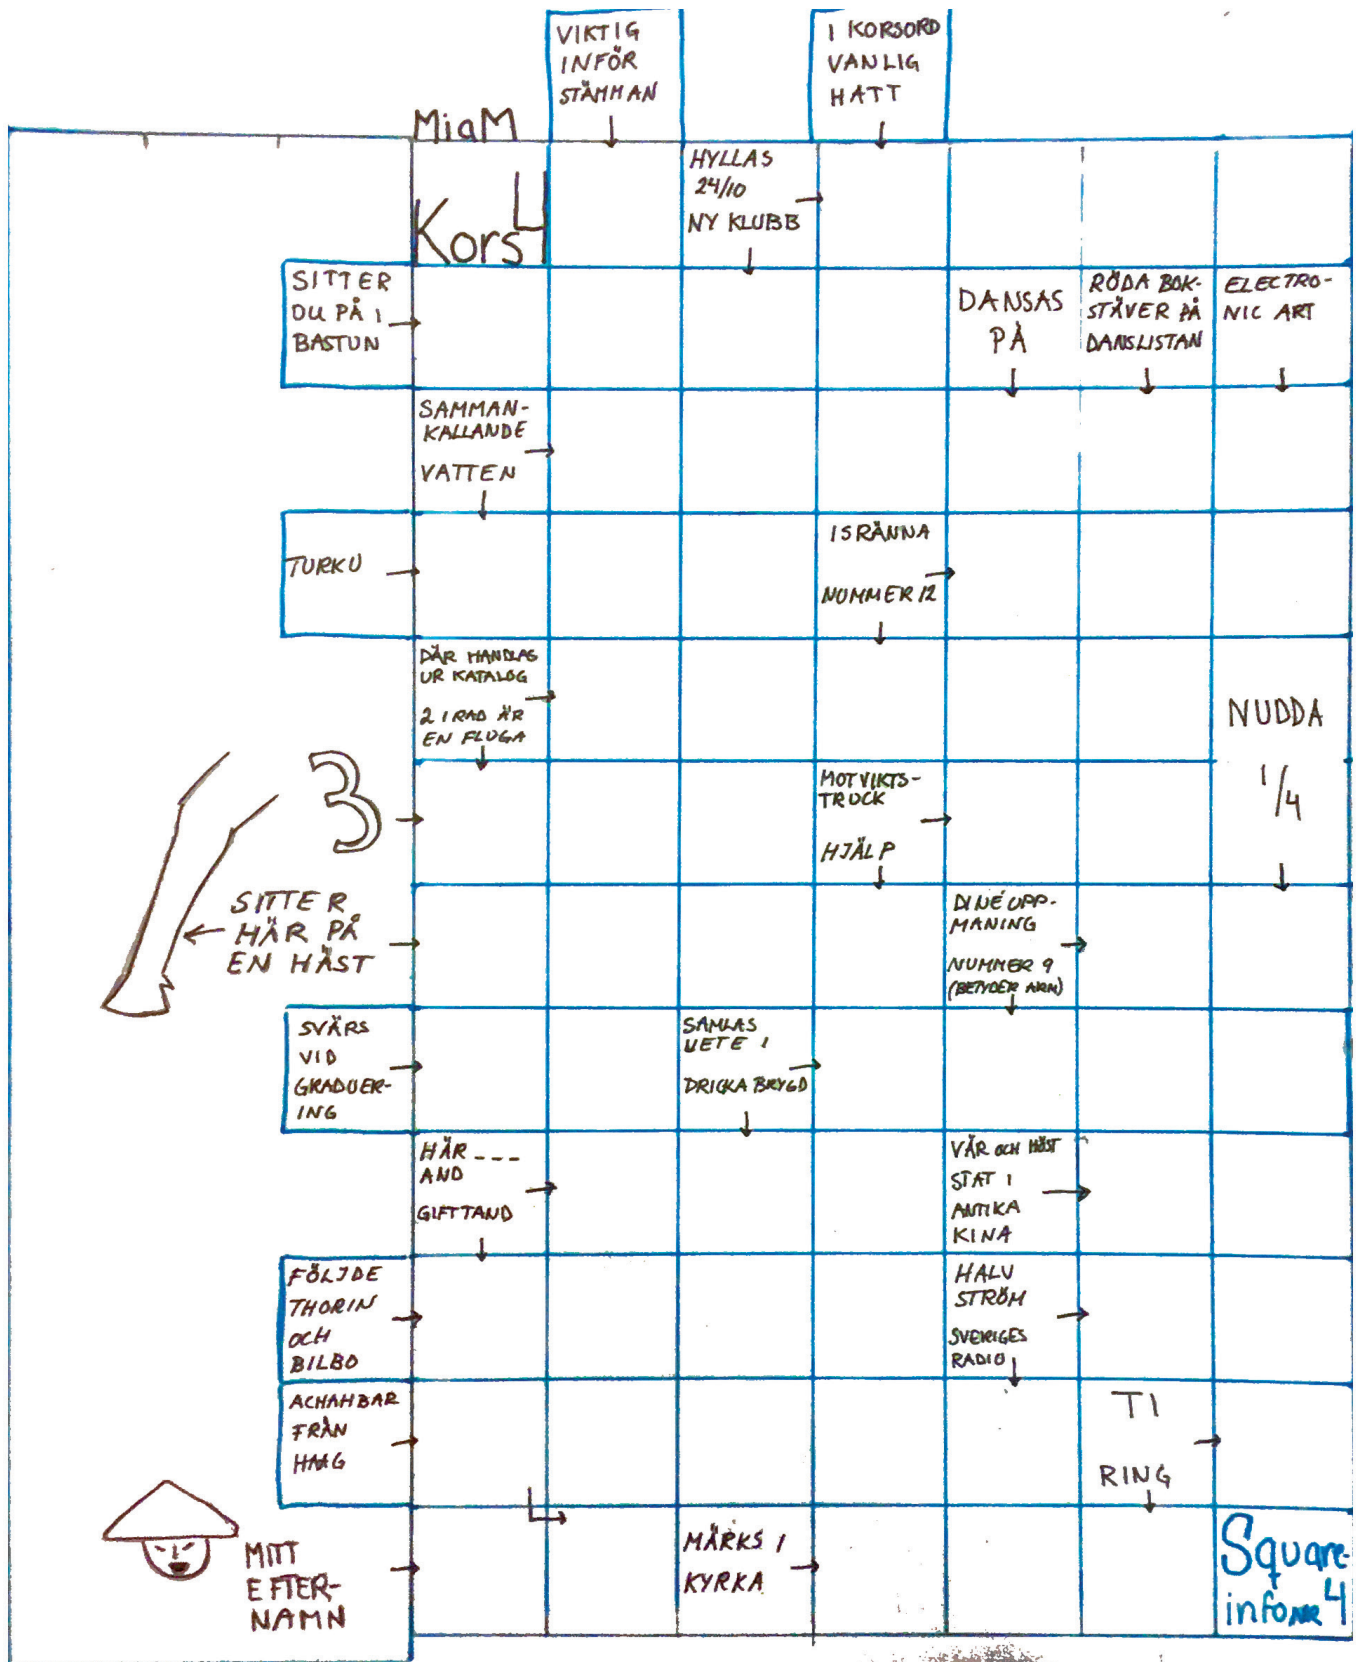 VIKTIG
INFÖR
STÄMMAN
I KORSORD
VANLIG
HATT
MiaM
Kors4
HYLLAS
24/10
NY KLUBB
SITTER
DU PÅ I
BASTUN
DANSAS
PÅ
RÖDA BOK-
STÄVER PÅ
DANSLISTAN
ELECTRO-
NIC ART
SAMMAN-
KALLANDE
VATTEN
TURKU
ISRÄNNA
NUMMER 12
DÄR HANDLAS
UR KATALOG
2 I RAD ÄR
EN FLUGA
NUDDA
1/4
3
MOTVIKTS-
TRUCK
HJÄLP
SITTER
HÄR PÅ
EN HÄST
DINÉ UPP-
MANING
NUMMER 9
(BETYDER ARM)
SVÄRS
VID
GRADUER-
ING
SAMLAS
VETE I
DRICKA BRYGD
HÄR ---
AND
GIFTTAND
VÅR OCH HÖST
STAT I
ANTIKA
KINA
FÖLJDE
THORIN
OCH
BILBO
HALV
STRÖM
SVERIGES
RADIO
ACHAHBAR
FRÅN
HAAG
TI
RING
MITT
EFTER-
NAMN
MÄRKS I
KYRKA
Square-
info NR 4